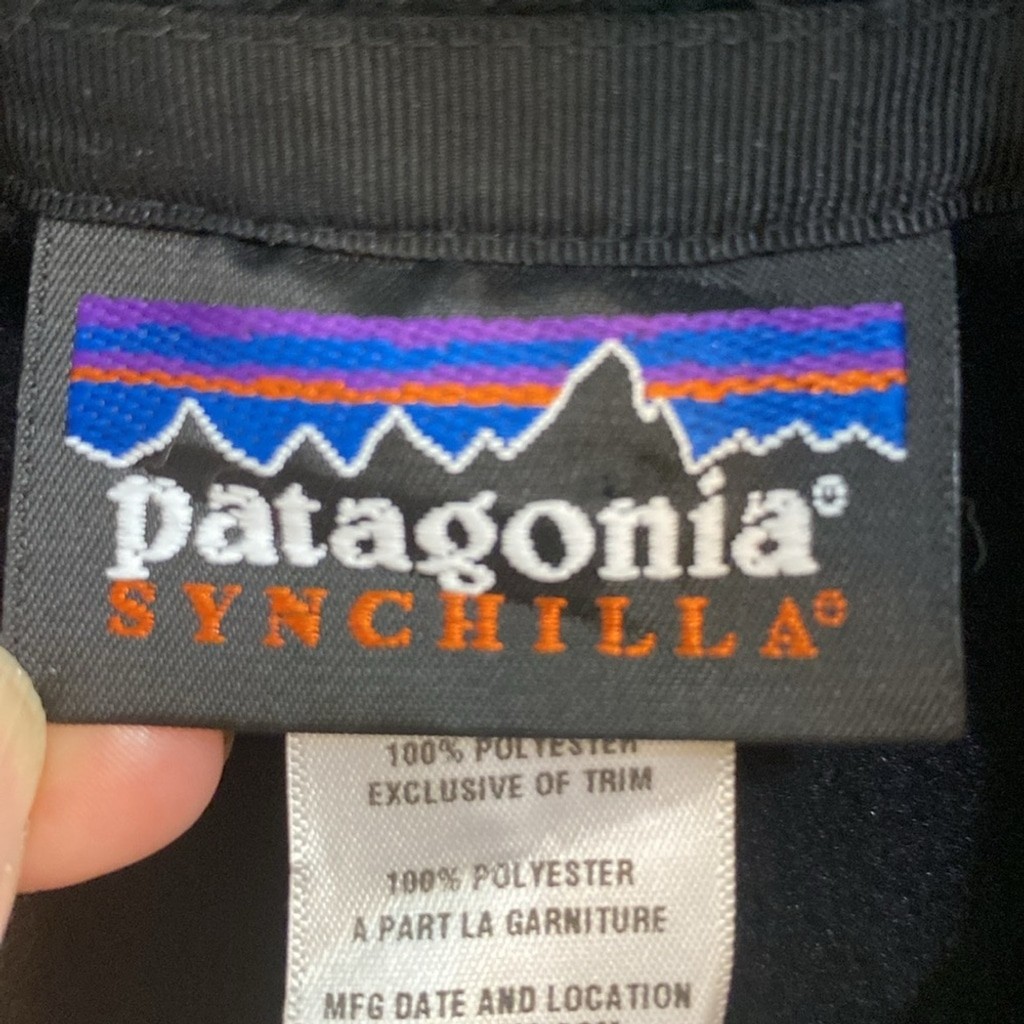 patagonia®
SYNCHILLA®
100% POLYESTER
EXCLUSIVE OF TRIM
100% POLYESTER
A PART LA GARNITURE
MFG DATE AND LOCATION